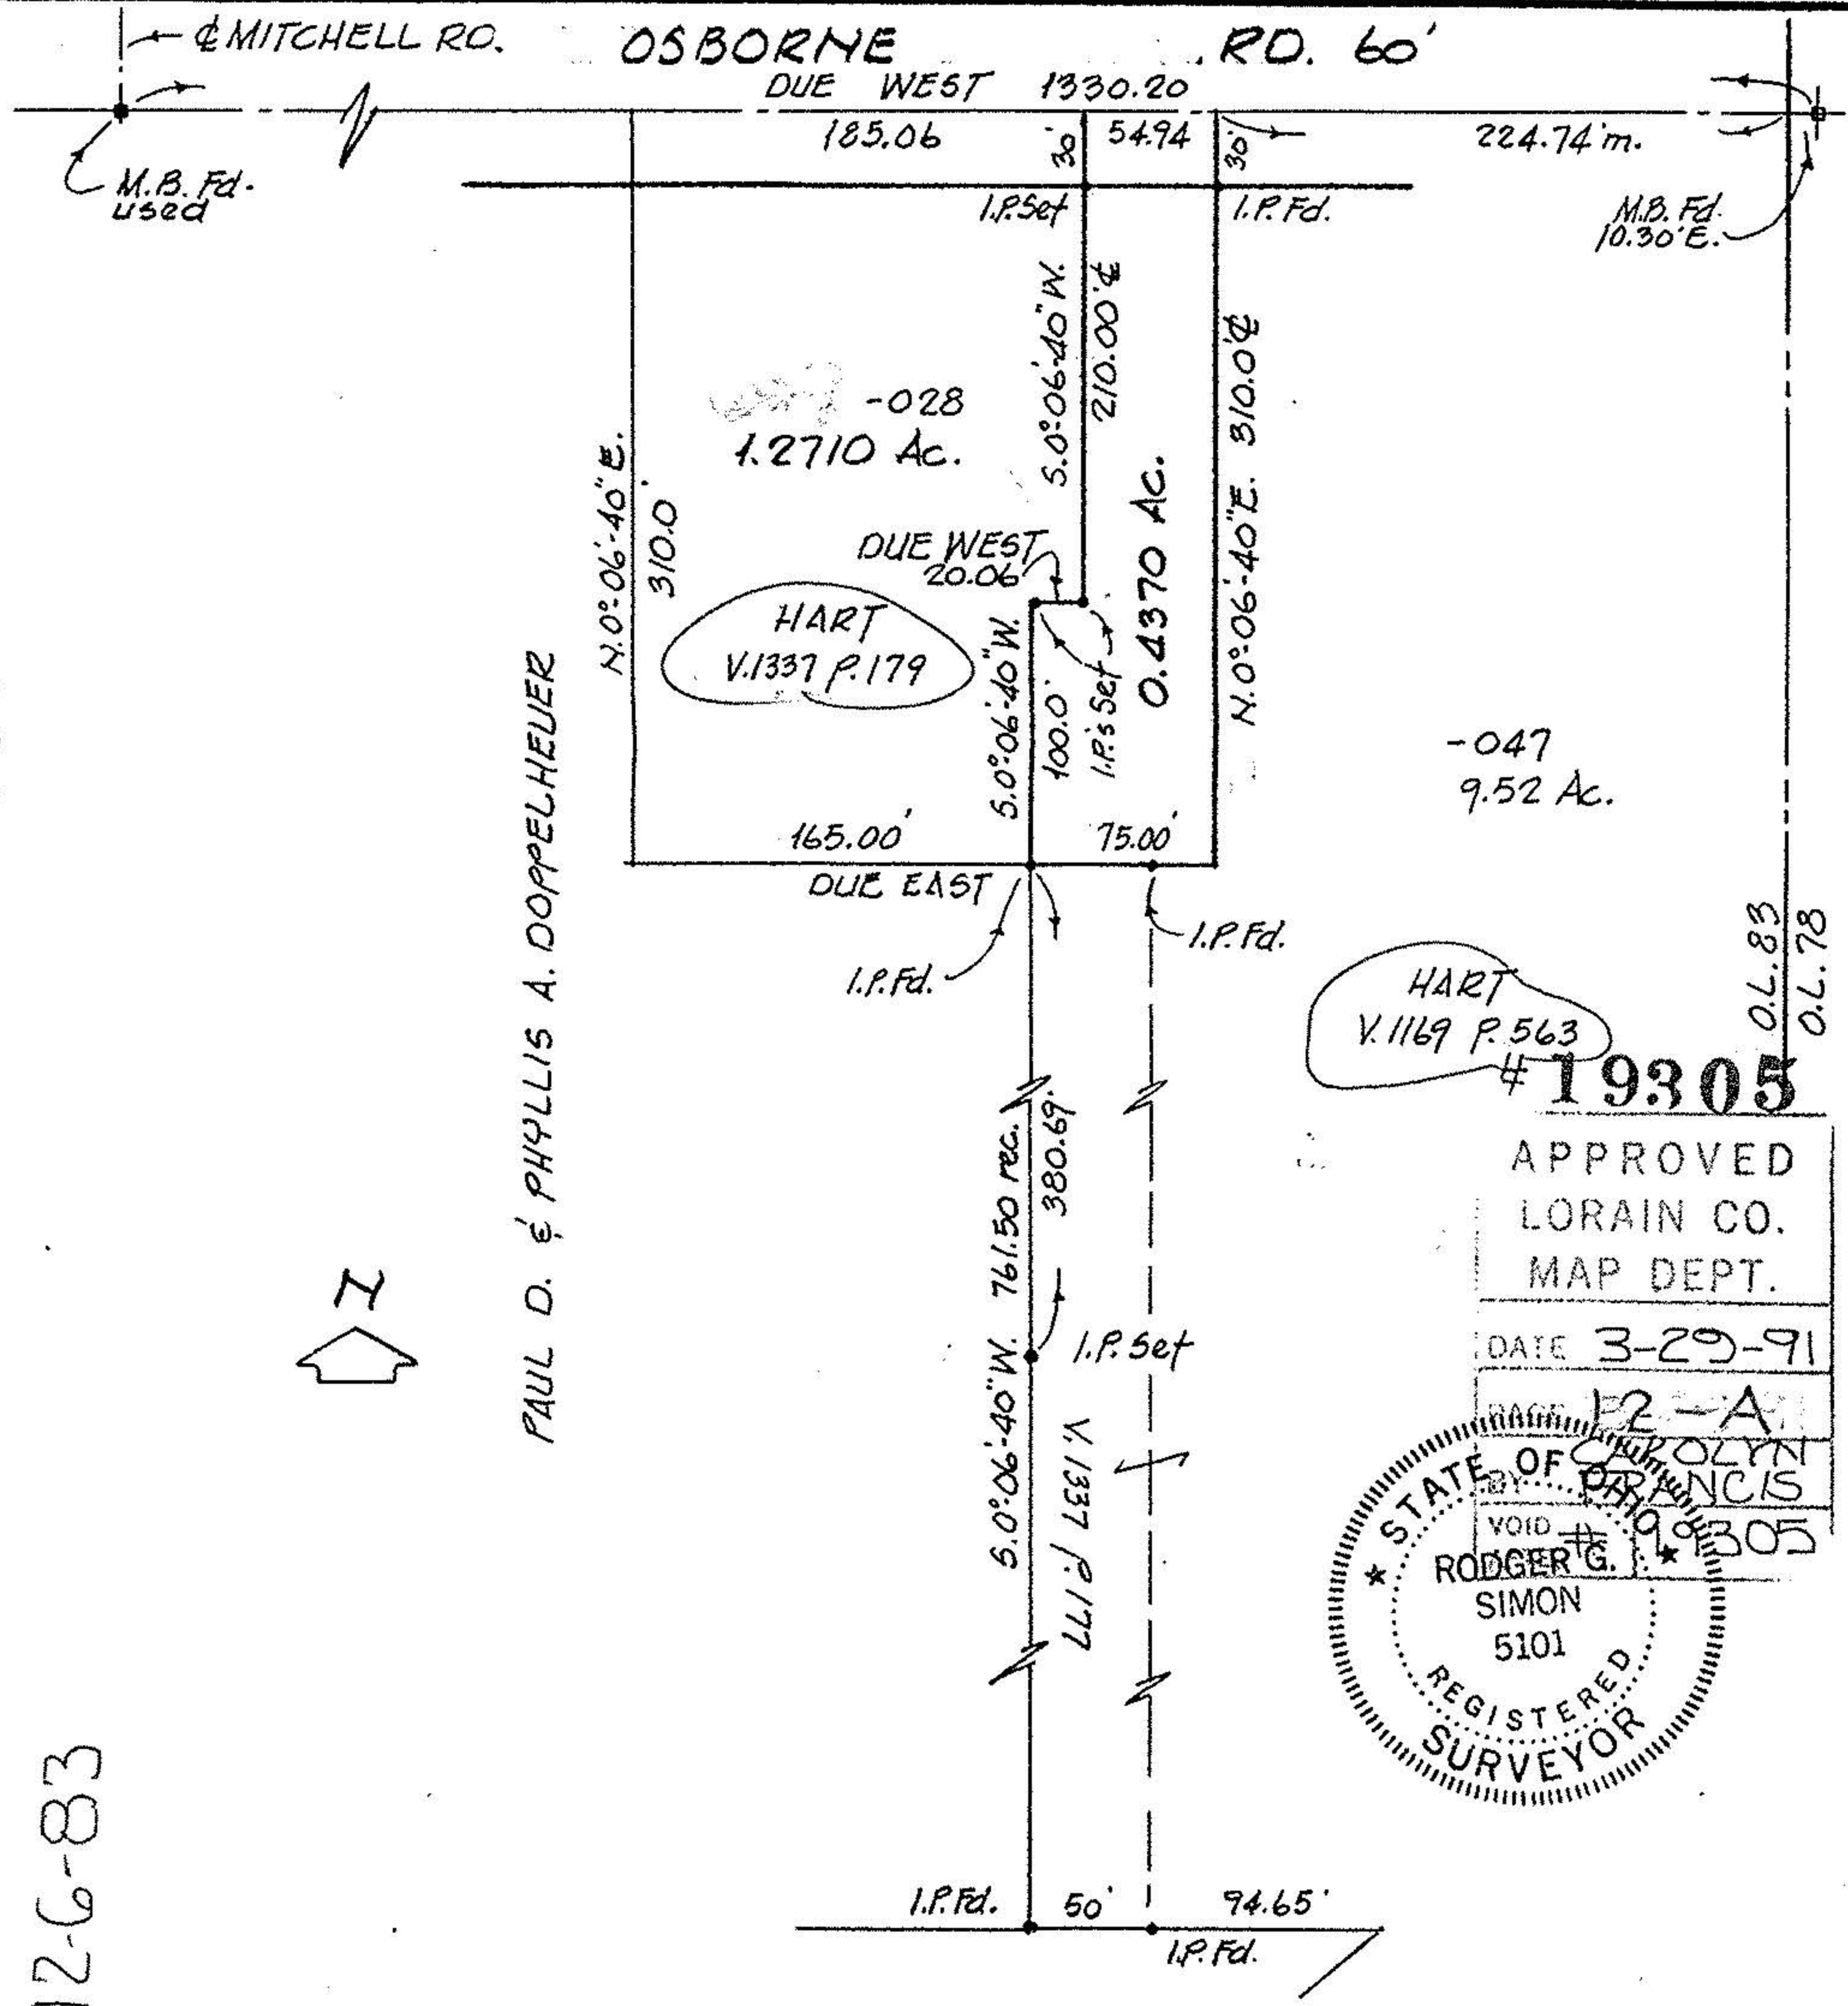 ℄ MITCHELL RD.
OSBORNE RD. 60'
DUE WEST 1330.20
185.06
30'
54.94
30'
224.74'm.
M.B. Fd.
used
I.P. Set
I.P. Fd.
M.B. Fd.
10.30'E.
S.0°-06'-40"W.
210.00'℄
N.0°-06'-40"E. 310.0'℄
-028
1.2710 Ac.
N.0°-06'-40"E.
310.0'
DUE WEST
20.06'
0.4370 Ac.
HART
V.1337 P.179
S.0°-06'-40"W.
100.0'
I.P.'s Set
-047
9.52 Ac.
PAUL D. & PHYLLIS A. DOPPELHEUER
165.00'
75.00'
DUE EAST
I.P. Fd.
I.P. Fd.
O.L. 83
O.L. 78
HART
V.1169 P.563
# 19305
S.0°-06'-40"W. 761.50 rec.
380.69'
APPROVED
LORAIN CO.
MAP DEPT.
N
I.P. Set
DATE 3-29-91
PAGE 12-A
BY CAROLYN
FRANCIS
VOID # 19305
V.1337 P.177
STATE OF OHIO
RODGER G.
SIMON
5101
REGISTERED
SURVEYOR
12-6-83
I.P. Fd.
50'
94.65'
I.P. Fd.